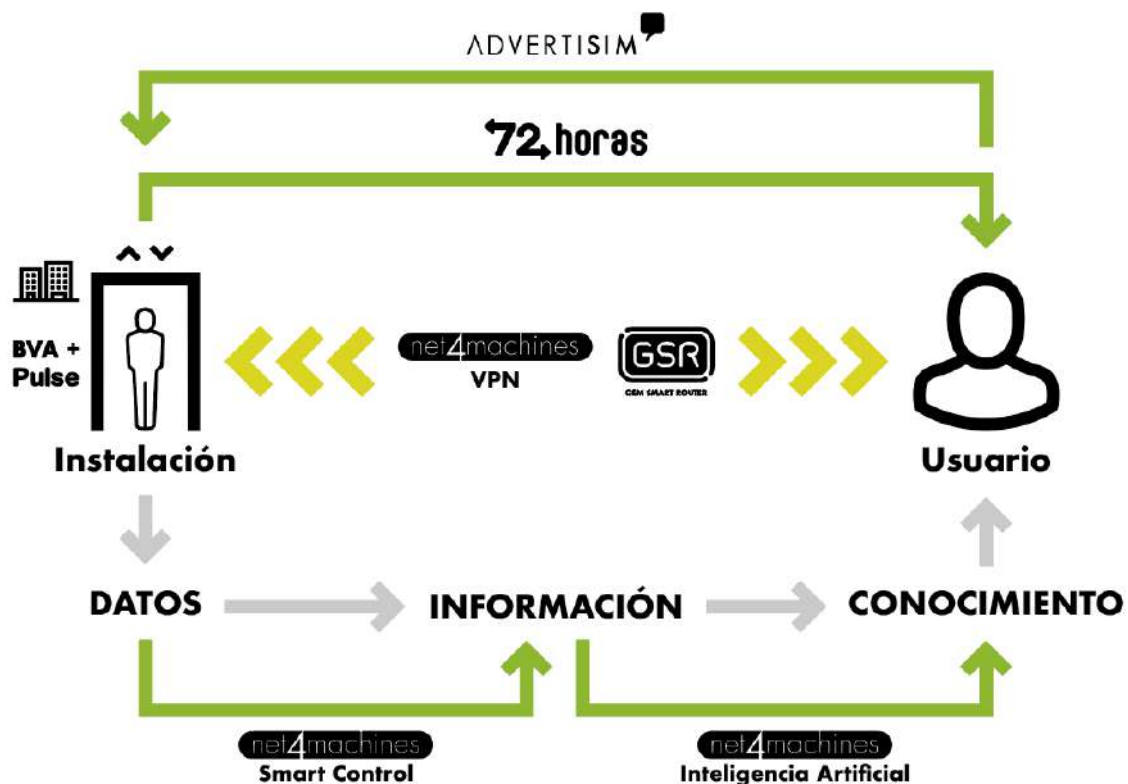 ADVERTISIM
72 horas
BVA +
Pulse
net4machines
VPN
GSR
GSM SMART ROUTER
Instalación
Usuario
DATOS
INFORMACIÓN
CONOCIMIENTO
net4machines
Smart Control
net4machines
Inteligencia Artificial